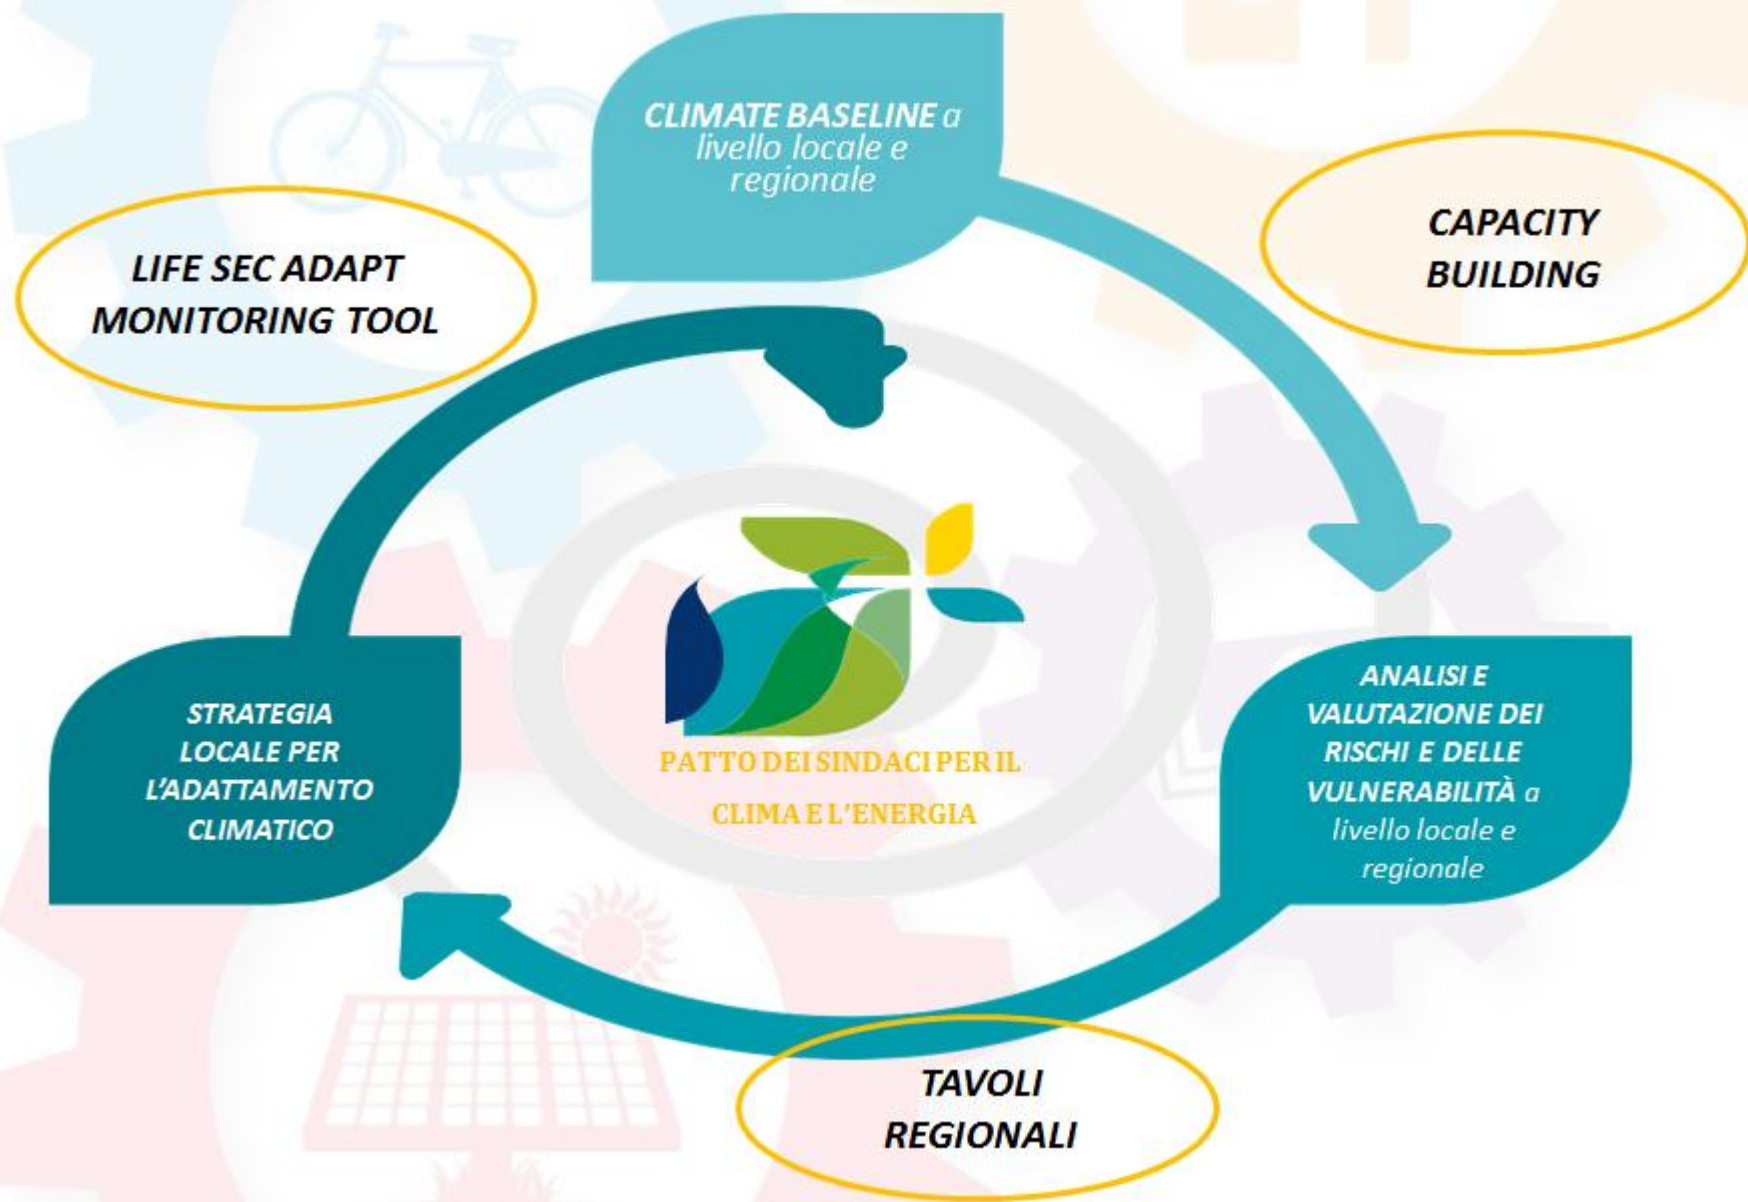 CLIMATE BASELINE a
livello locale e
regionale
CAPACITY
BUILDING
LIFE SEC ADAPT
MONITORING TOOL
ANALISI E
VALUTAZIONE DEI
RISCHI E DELLE
VULNERABILITÀ a
livello locale e
regionale
STRATEGIA
LOCALE PER
L'ADATTAMENTO
CLIMATICO
PATTO DEI SINDACI PER IL
CLIMA E L'ENERGIA
TAVOLI
REGIONALI